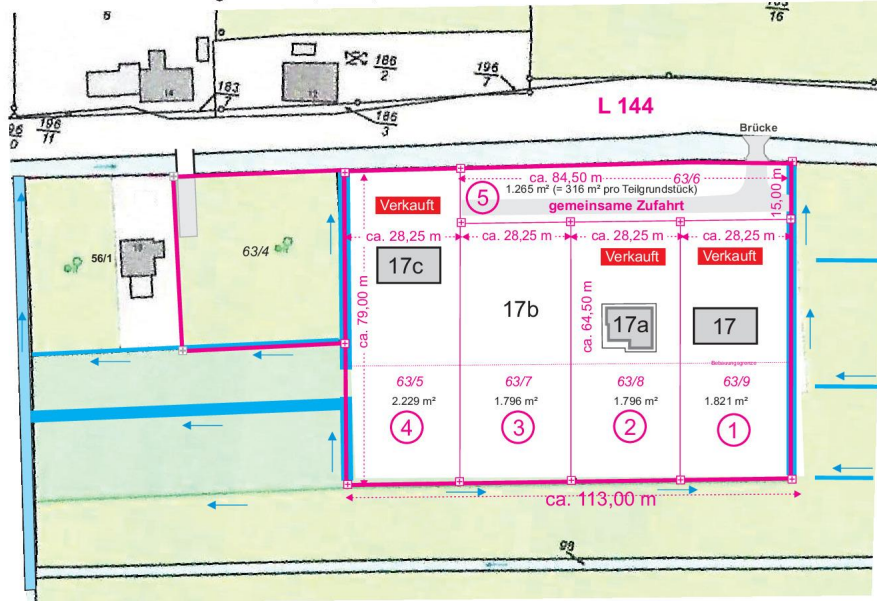 8
14
183
7
12
186
2
186
3
196
7
16
L 144
196
11
0
Brücke
ca. 84,50 m
63/6
5
1.265 m² (= 316 m² pro Teilgrundstück)
gemeinsame Zufahrt
15,00 m
Verkauft
ca. 28,25 m
ca. 28,25 m
ca. 28,25 m
ca. 28,25 m
Verkauft
Verkauft
56/1
63/4
17c
17b
17a
17
ca. 79,00 m
ca. 64,50 m
63/5
63/7
63/8
63/9
2.229 m²
1.796 m²
1.796 m²
1.821 m²
4
3
2
1
ca. 113,00 m
98